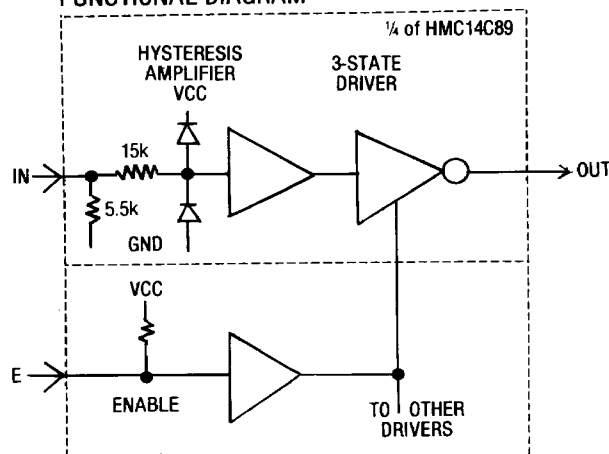 FUNCTIONAL DIAGRAM
¼ of HMC14C89
HYSTERESIS
AMPLIFIER
VCC
3-STATE
DRIVER
15k
IN
OUT
5.5k
GND
VCC
E
ENABLE
TO OTHER
DRIVERS